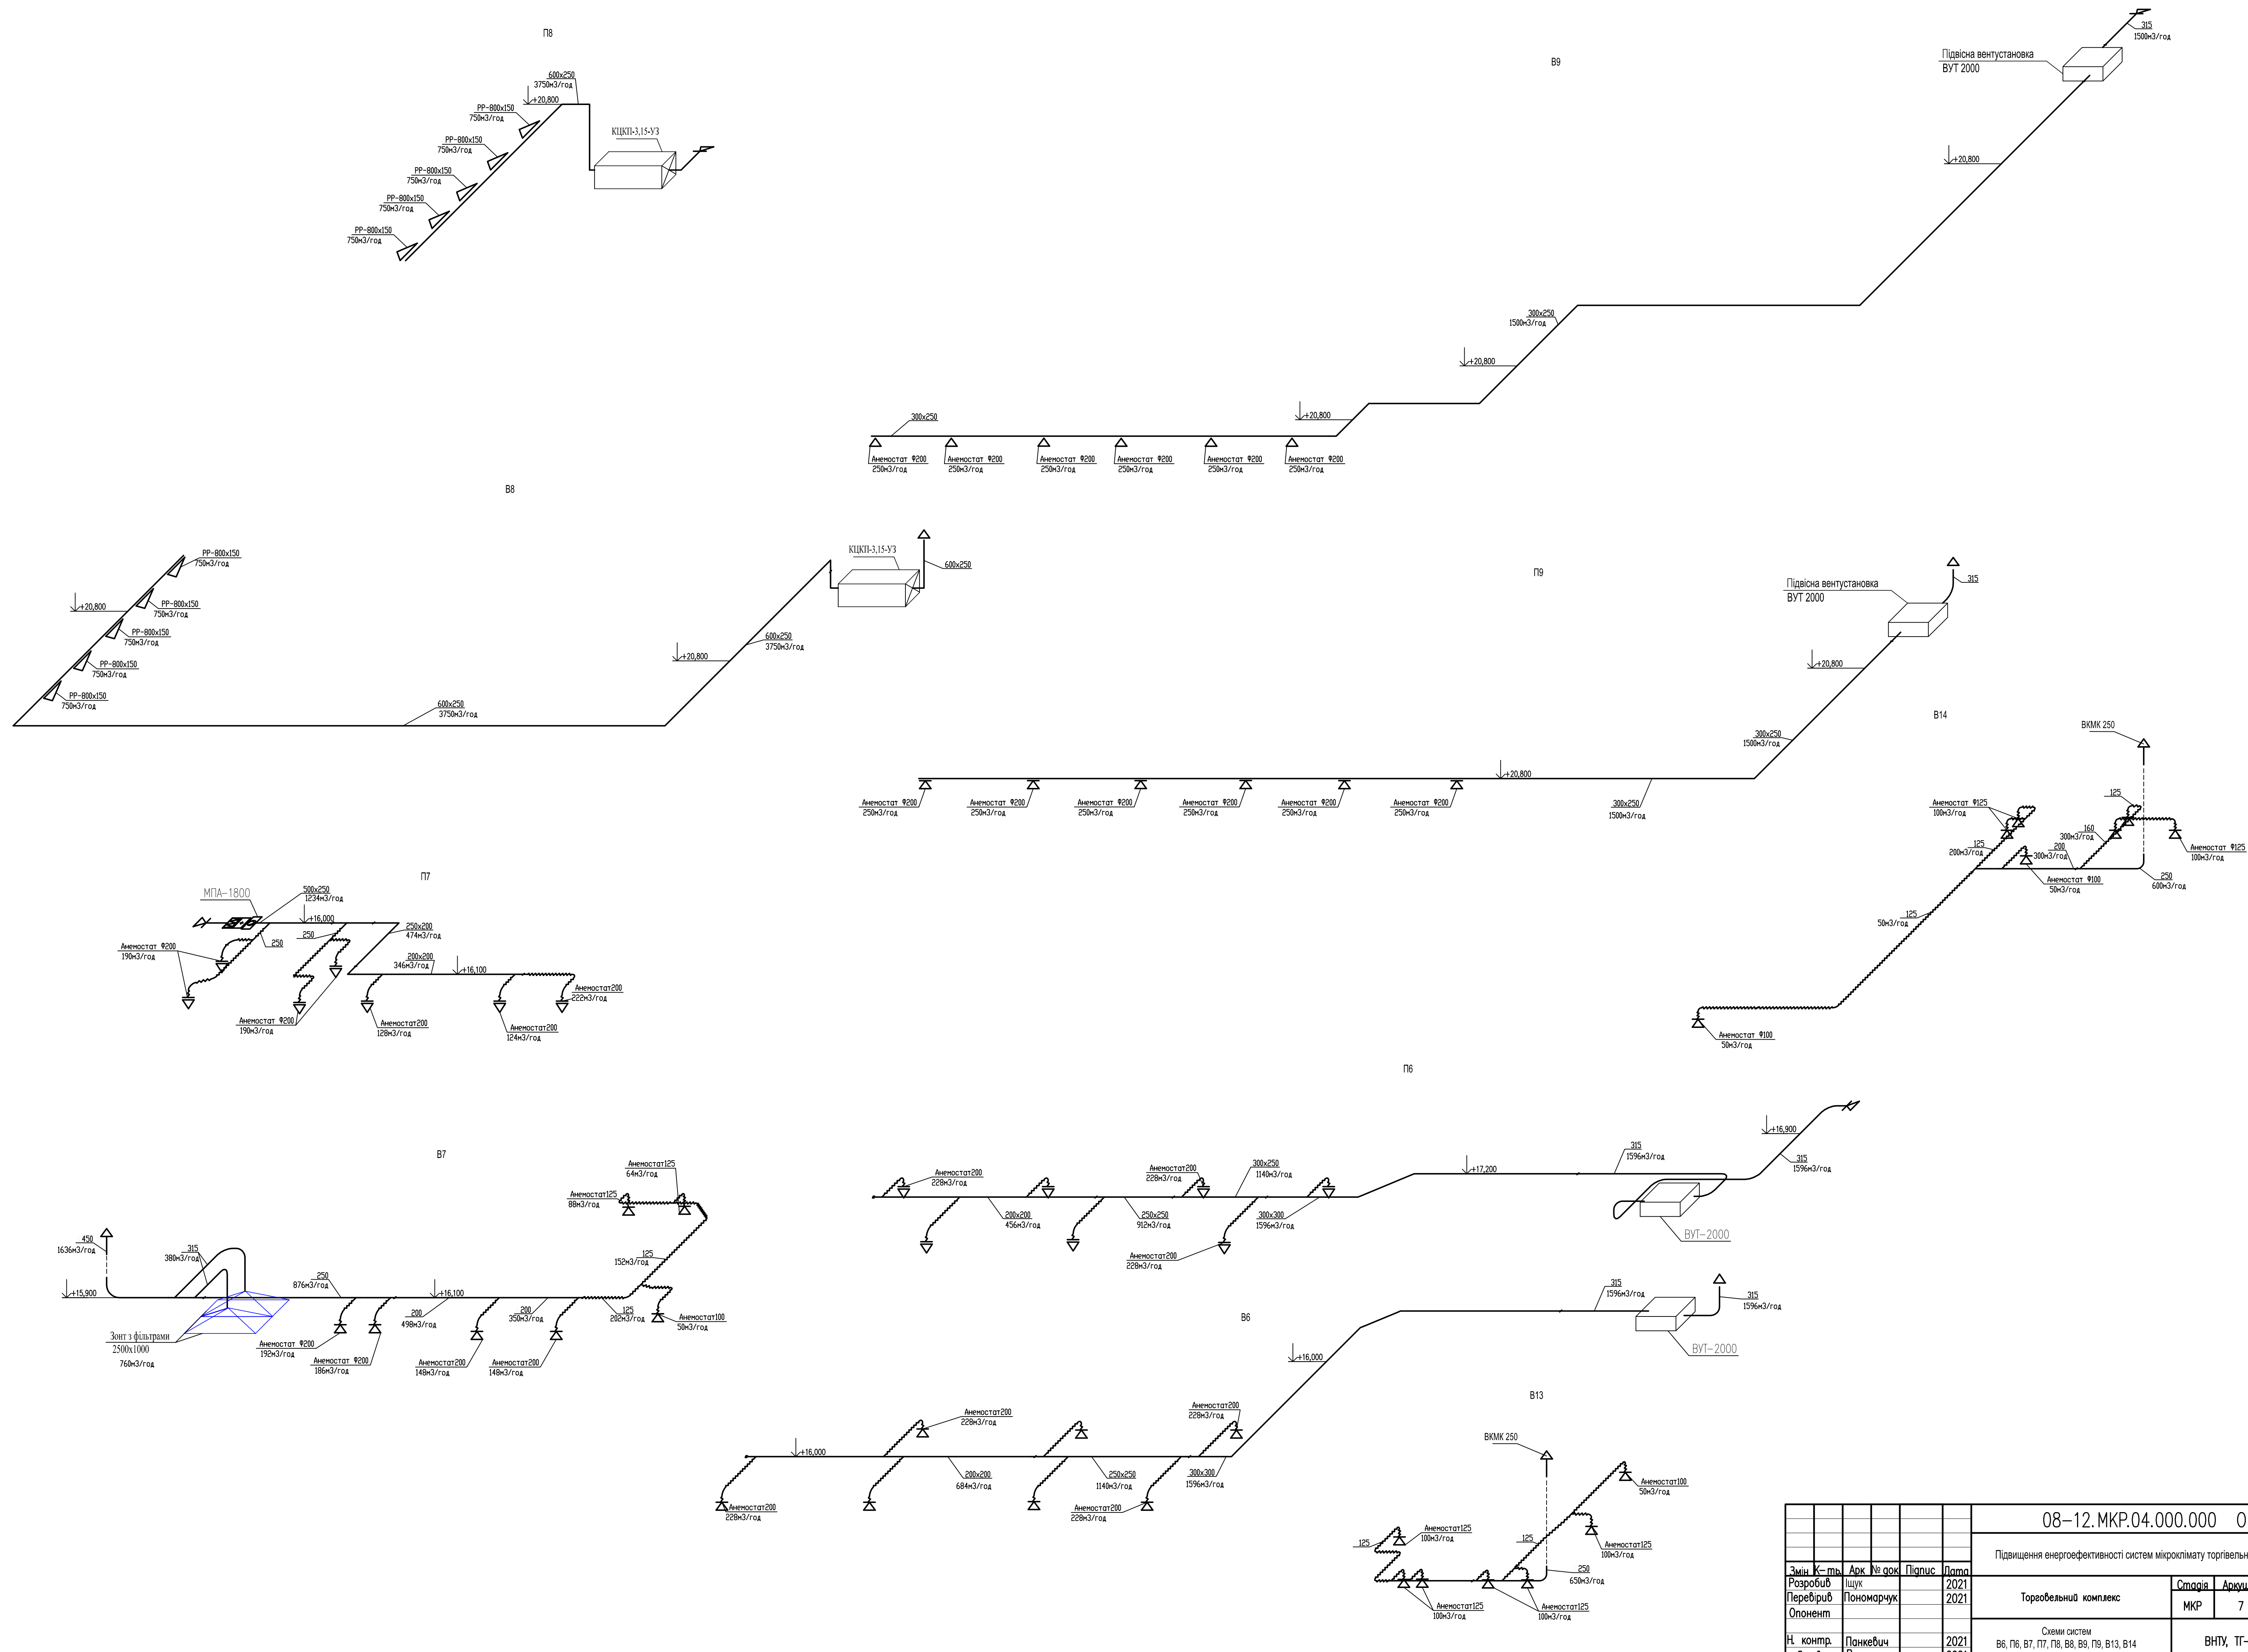 П8
600х250
3750м3/год
+20,800
РР-800х150
750м3/год
РР-800х150
750м3/год
РР-800х150
750м3/год
РР-800х150
750м3/год
РР-800х150
750м3/год
КЦКП-3,15-УЗ
В9
315
1500м3/год
Підвісна вентустановка
ВУТ 2000
+20,800
300х250
1500м3/год
+20,800
+20,800
300х250
Анемостат Ф200
250м3/год
Анемостат Ф200
250м3/год
Анемостат Ф200
250м3/год
Анемостат Ф200
250м3/год
Анемостат Ф200
250м3/год
Анемостат Ф200
250м3/год
В8
РР-800х150
750м3/год
РР-800х150
750м3/год
+20,800
РР-800х150
750м3/год
РР-800х150
750м3/год
РР-800х150
750м3/год
КЦКП-3,15-УЗ
600х250
600х250
3750м3/год
+20,800
600х250
3750м3/год
П9
315
Підвісна вентустановка
ВУТ 2000
+20,800
300х250
1500м3/год
+20,800
Анемостат Ф200
250м3/год
Анемостат Ф200
250м3/год
Анемостат Ф200
250м3/год
Анемостат Ф200
250м3/год
Анемостат Ф200
250м3/год
Анемостат Ф200
250м3/год
300х250
1500м3/год
В14
ВКМК 250
125
Анемостат Ф125
100м3/год
160
300м3/год
125
200м3/год
200
300м3/год
Анемостат Ф125
100м3/год
Анемостат Ф100
50м3/год
250
600м3/год
125
50м3/год
Анемостат Ф100
50м3/год
П7
МПА-1800
500х250
1234м3/год
+16,000
250х200
474м3/год
250
250
Анемостат Ф200
190м3/год
200х200
346м3/год
+16,100
Анемостат200
222м3/год
Анемостат Ф200
190м3/год
Анемостат200
128м3/год
Анемостат200
124м3/год
П6
+16,900
315
1596м3/год
315
1596м3/год
+17,200
300х250
1140м3/год
Анемостат200
228м3/год
Анемостат200
228м3/год
200х200
456м3/год
250х250
912м3/год
300х300
1596м3/год
Анемостат200
228м3/год
ВУТ-2000
В7
Анемостат125
64м3/год
Анемостат125
88м3/год
450
1636м3/год
315
380м3/год
125
152м3/год
+15,900
250
876м3/год
+16,100
200
498м3/год
200
350м3/год
125
202м3/год
Анемостат100
50м3/год
Зонт з фільтрами
2500х1000
760м3/год
Анемостат Ф200
192м3/год
Анемостат Ф200
186м3/год
Анемостат200
148м3/год
Анемостат200
148м3/год
В6
315
1596м3/год
315
1596м3/год
ВУТ-2000
+16,000
Анемостат200
228м3/год
Анемостат200
228м3/год
+16,000
200х200
684м3/год
250х250
1140м3/год
300х300
1596м3/год
Анемостат200
228м3/год
Анемостат200
228м3/год
В13
ВКМК 250
Анемостат100
50м3/год
Анемостат125
100м3/год
125
125
Анемостат125
100м3/год
250
650м3/год
Анемостат125
100м3/год
Анемостат125
100м3/год
08-12.МКР.04.000.000 О
Підвищення енергоефективності систем мікроклімату торгівельн
Змін К-ть. Арк № док Підпис Дата
Розробив Іщук 2021
Перевірив Пономарчук 2021
Опонент
Н. контр. Панкевич 2021
Торговельний комплекс
Стадія Аркуш
МКР 7
Схеми систем
В6, П6, В7, П7, П8, В8, В9, П9, В13, В14
ВНТУ, ТГ-